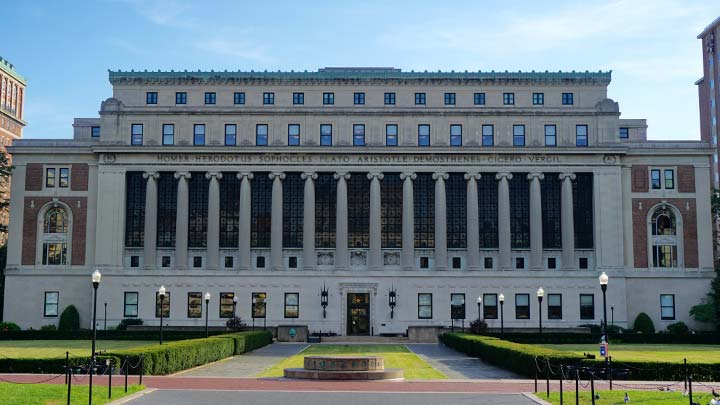 HOMER HERODOTUS SOPHOCLES PLATO ARISTOTLE DEMOSTHENES CICERO VERGIL